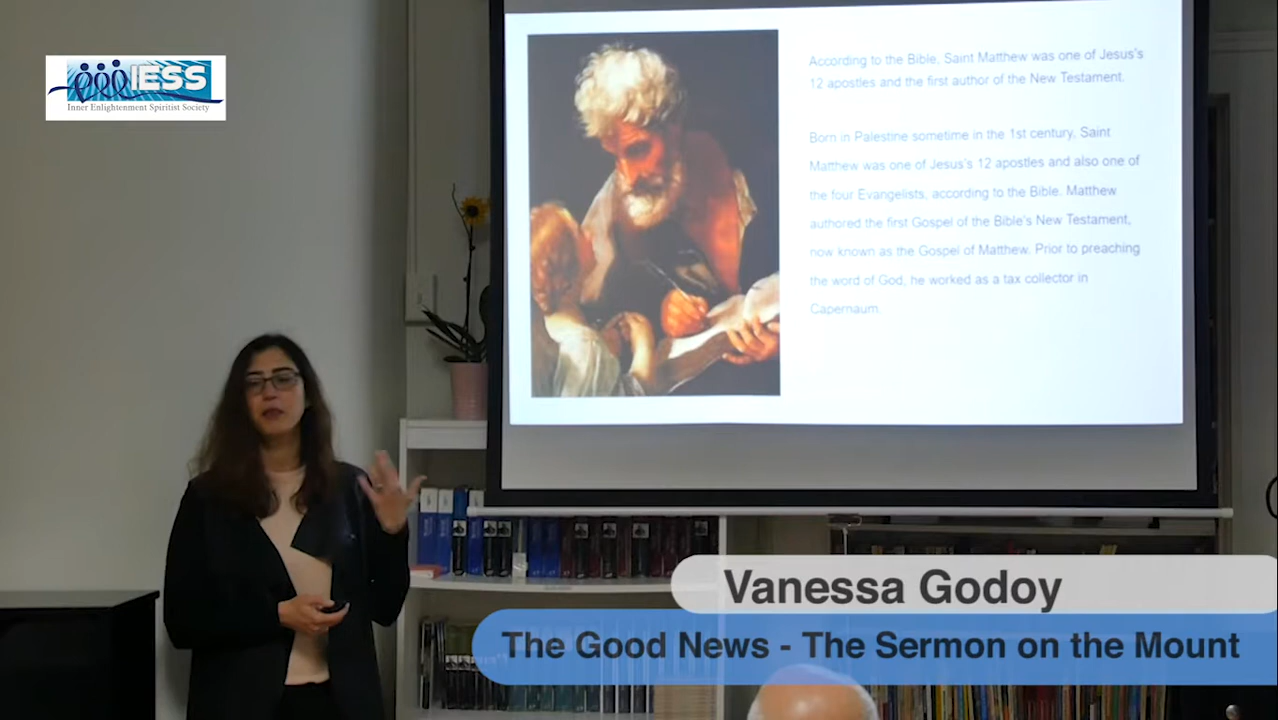 IESS
Inner Enlightenment Spiritist Society
According to the Bible, Saint Matthew was one of Jesus's
12 apostles and the first author of the New Testament.
Born in Palestine sometime in the 1st century, Saint
Matthew was one of Jesus's 12 apostles and also one of
the four Evangelists, according to the Bible. Matthew
authored the first Gospel of the Bible's New Testament,
now known as the Gospel of Matthew. Prior to preaching
the word of God, he worked as a tax collector in
Capernaum.
Vanessa Godoy
The Good News - The Sermon on the Mount